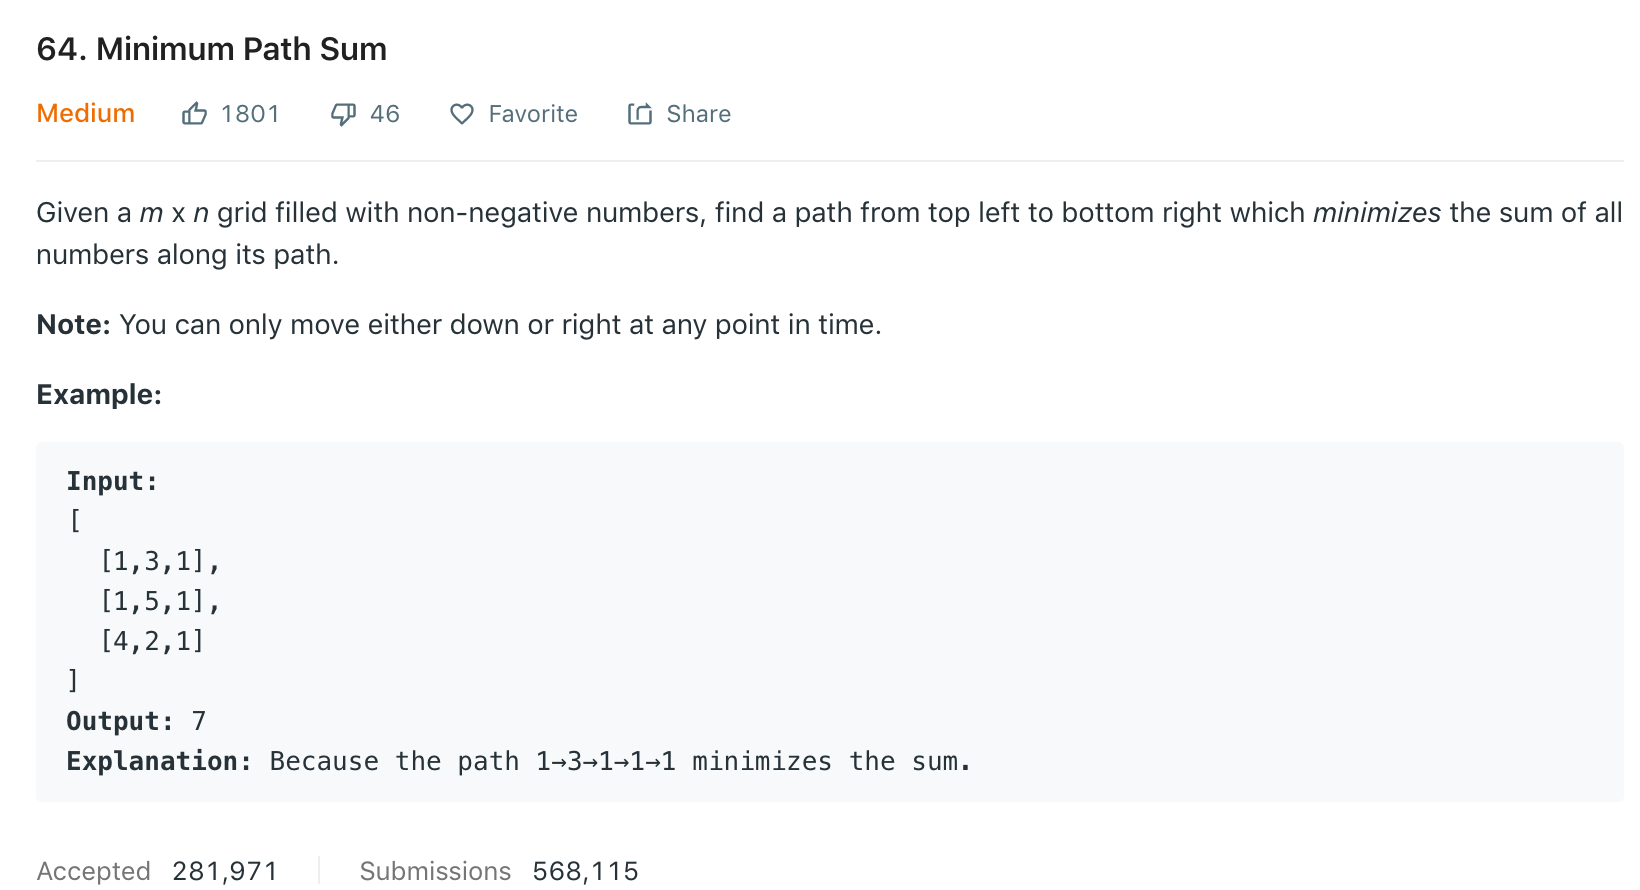 64. Minimum Path Sum
Medium 1801 46 Favorite Share
Given a m x n grid filled with non-negative numbers, find a path from top left to bottom right which minimizes the sum of all
numbers along its path.
Note: You can only move either down or right at any point in time.
Example:
Input:
[
  [1,3,1],
  [1,5,1],
  [4,2,1]
]
Output: 7
Explanation: Because the path 1→3→1→1→1 minimizes the sum.
Accepted 281,971 Submissions 568,115